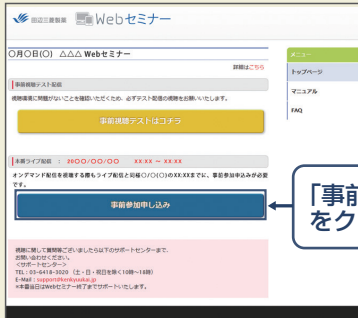 田辺三菱製薬 Webセミナー
〇月〇日(〇) △△△ Webセミナー
詳細はこちら
事前視聴テスト配信
視聴環境に問題がないことを確認いただくため、必ずテスト配信の視聴をお願いいたします。
事前視聴テストはコチラ
本番ライブ配信 : 20〇〇/〇〇/〇〇 XX:XX ～ XX:XX
オンデマンド配信を視聴する際もライブ配信と同様〇/〇(〇)のXX:XXまでに、事前参加申込みが必要
です。
事前参加申し込み
視聴に関して質問等ございましたら以下のサポートセンターまで、
お問い合わせください。
<サポートセンター>
TEL：03-6418-3020 (土・日・祝日を除く10時～18時)
E-Mail：support@kenkyuukai.jp
※本番当日はWebセミナー終了までサポートいたします。
メニュー
トップページ
マニュアル
FAQ
「事前
をク